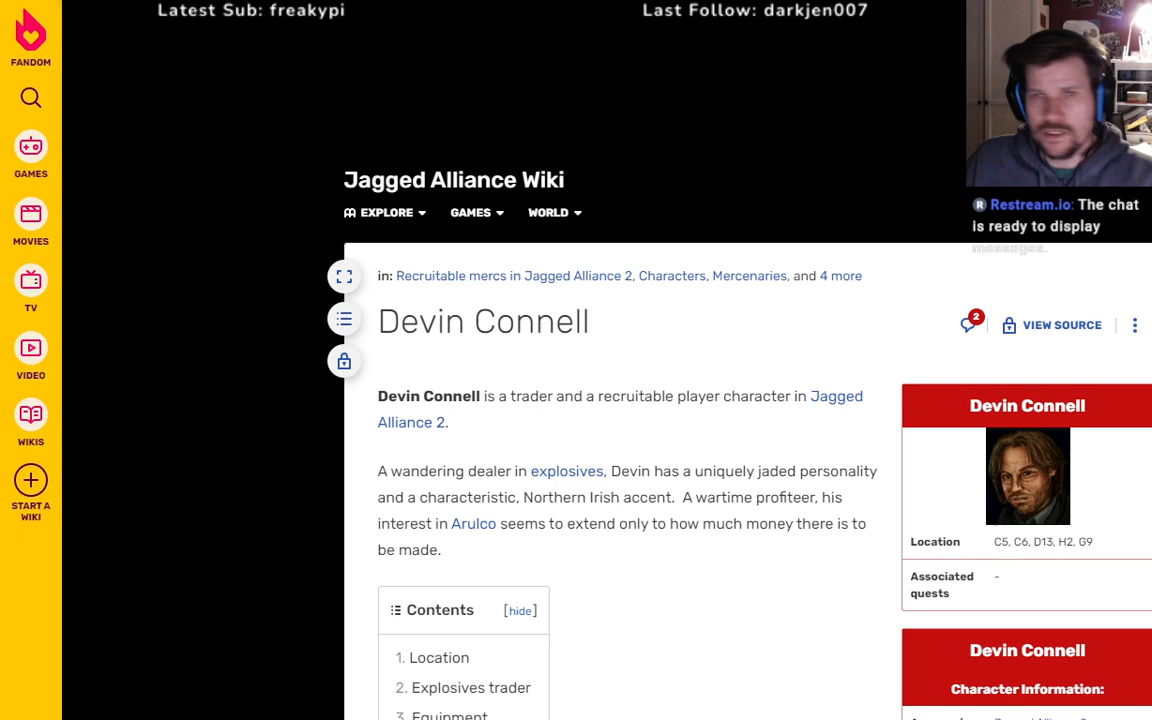 Latest Sub: freakypi
Last Follow: darkjen007
FANDOM
GAMES
MOVIES
TV
VIDEO
WIKIS
START A
WIKI
Jagged Alliance Wiki
EXPLORE
GAMES
WORLD
Restream.io: The chat
is ready to display
messages.
in: Recruitable mercs in Jagged Alliance 2, Characters, Mercenaries, and 4 more
Devin Connell
2
VIEW SOURCE
Devin Connell is a trader and a recruitable player character in Jagged
Alliance 2.
A wandering dealer in explosives, Devin has a uniquely jaded personality
and a characteristic, Northern Irish accent.  A wartime profiteer, his
interest in Arulco seems to extend only to how much money there is to
be made.
Contents [hide]
1. Location
2. Explosives trader
3. Equipment
Devin Connell
Location C5, C6, D13, H2, G9
Associated
quests -
Devin Connell
Character Information: